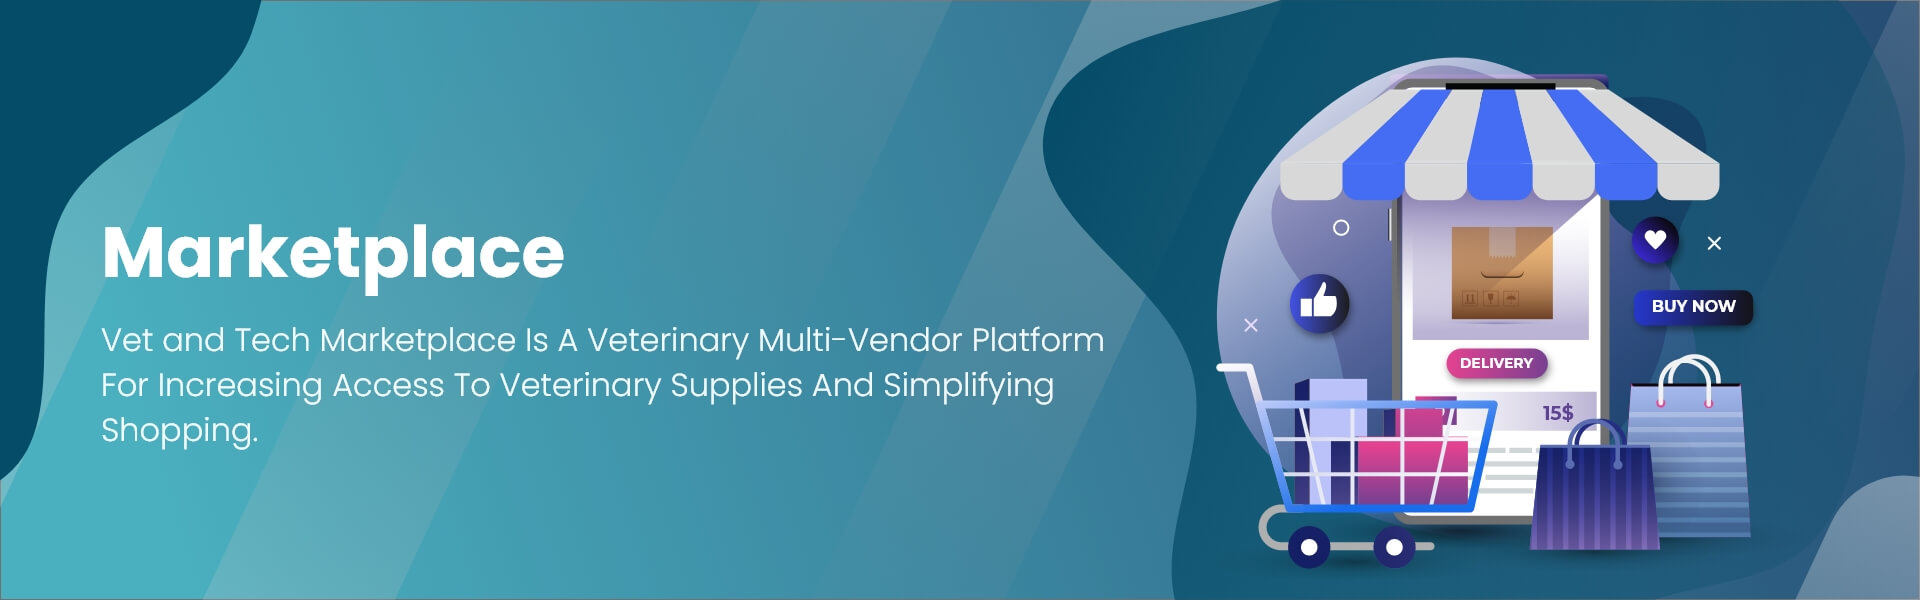 Marketplace
Vet and Tech Marketplace Is A Veterinary Multi-Vendor Platform
For Increasing Access To Veterinary Supplies And Simplifying
Shopping.
BUY NOW
DELIVERY
15$